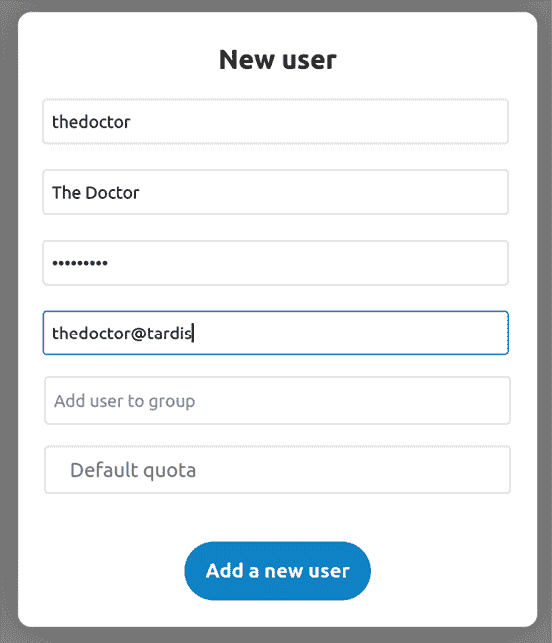 New user
thedoctor
The Doctor
•••••••••
thedoctor@tardis
Add user to group
Default quota
Add a new user